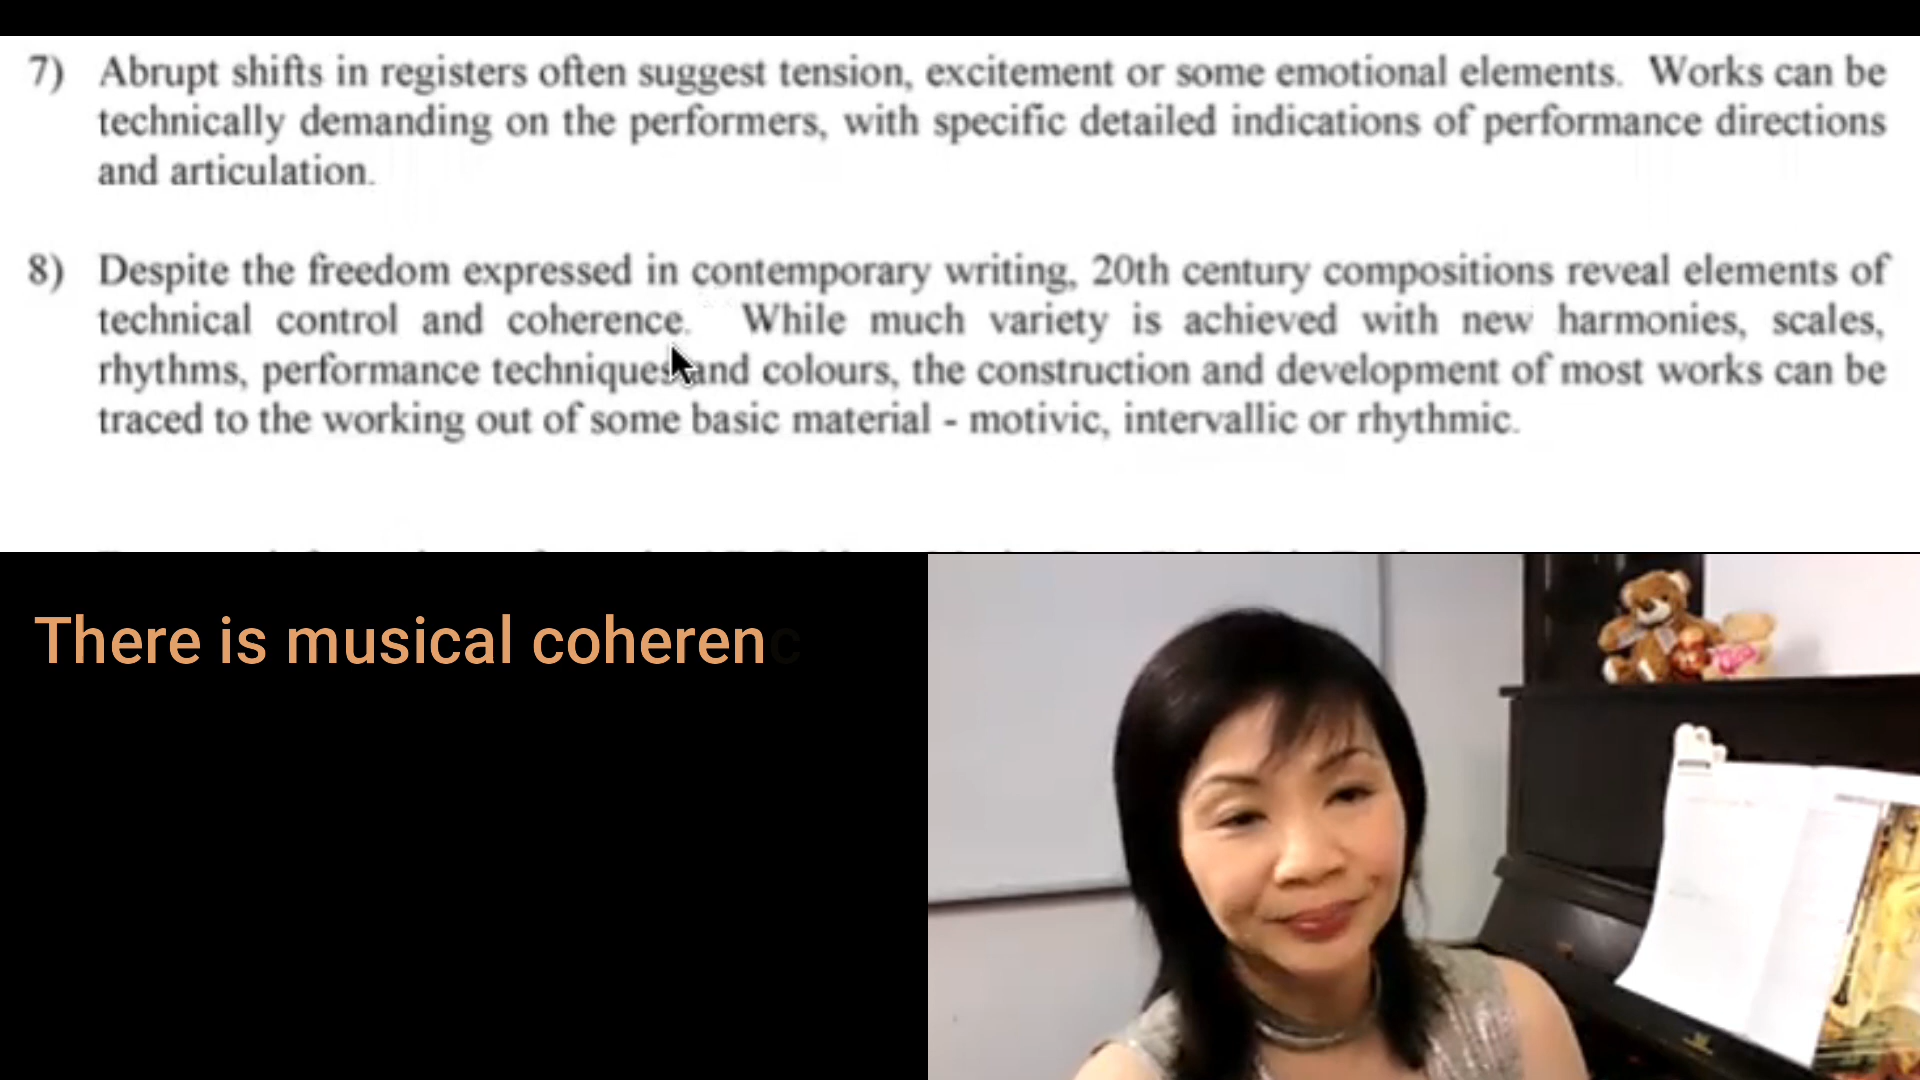 7) Abrupt shifts in registers often suggest tension, excitement or some emotional elements. Works can be
technically demanding on the performers, with specific detailed indications of performance directions
and articulation.
8) Despite the freedom expressed in contemporary writing, 20th century compositions reveal elements of
technical control and coherence. While much variety is achieved with new harmonies, scales,
rhythms, performance techniques and colours, the construction and development of most works can be
traced to the working out of some basic material - motivic, intervallic or rhythmic.
There is musical coherenc